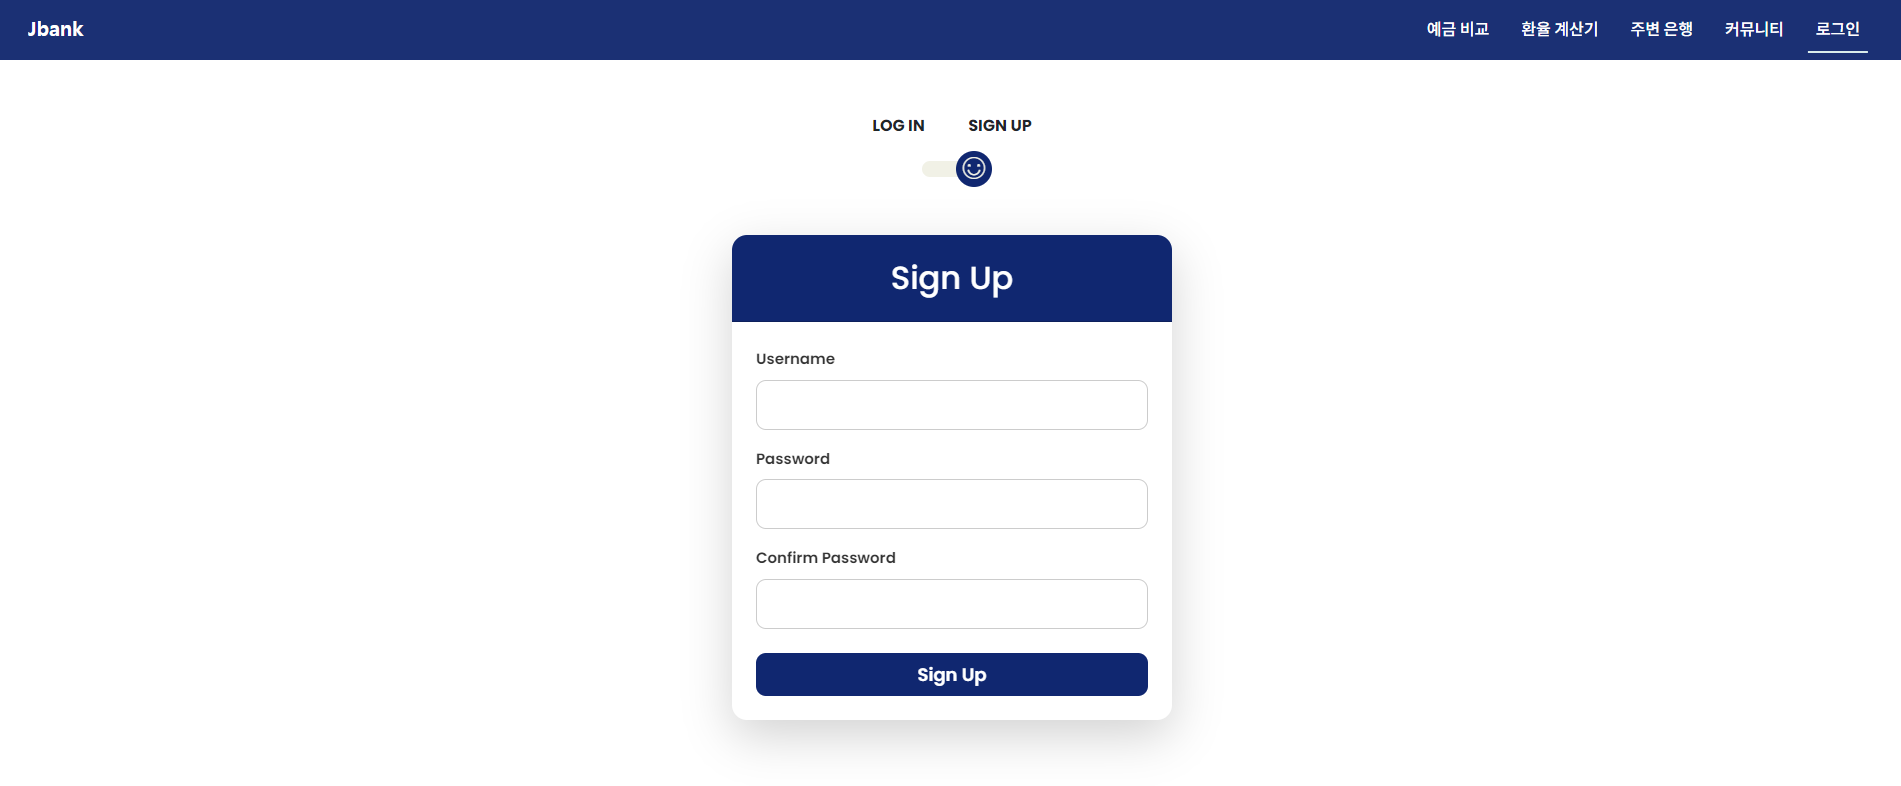 Jbank
예금 비교
환율 계산기
주변 은행
커뮤니티
로그인
LOG IN
SIGN UP
Sign Up
Username
Password
Confirm Password
Sign Up